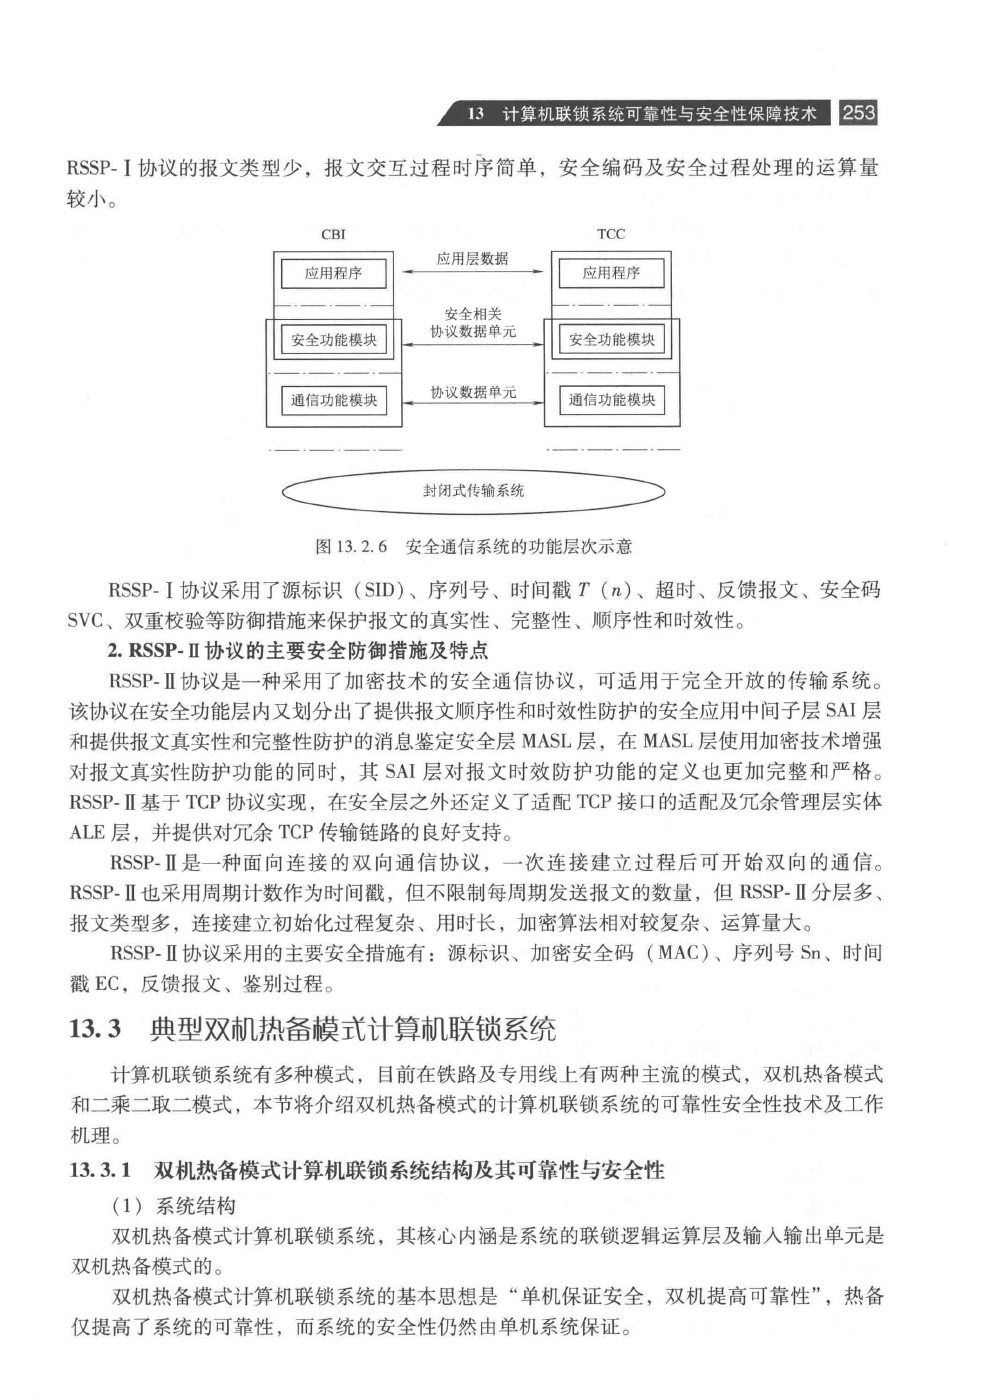 13 计算机联锁系统可靠性与安全性保障技术 253
RSSP-Ⅰ协议的报文类型少，报文交互过程时序简单，安全编码及安全过程处理的运算量
较小。
CBI
TCC
应用程序
应用层数据
应用程序
安全相关
协议数据单元
安全功能模块
安全功能模块
协议数据单元
通信功能模块
通信功能模块
封闭式传输系统
图 13.2.6 安全通信系统的功能层次示意
RSSP-Ⅰ协议采用了源标识（SID）、序列号、时间戳 T（n）、超时、反馈报文、安全码
SVC、双重校验等防御措施来保护报文的真实性、完整性、顺序性和时效性。
2. RSSP-Ⅱ协议的主要安全防御措施及特点
RSSP-Ⅱ协议是一种采用了加密技术的安全通信协议，可适用于完全开放的传输系统。
该协议在安全功能层内又划分出了提供报文顺序性和时效性防护的安全应用中间子层 SAI 层
和提供报文真实性和完整性防护的消息鉴定安全层 MASL 层，在 MASL 层使用加密技术增强
对报文真实性防护功能的同时，其 SAI 层对报文时效防护功能的定义也更加完整和严格。
RSSP-Ⅱ基于 TCP 协议实现，在安全层之外还定义了适配 TCP 接口的适配及冗余管理层实体
ALE 层，并提供对冗余 TCP 传输链路的良好支持。
RSSP-Ⅱ是一种面向连接的双向通信协议，一次连接建立过程后可开始双向的通信。
RSSP-Ⅱ也采用周期计数作为时间戳，但不限制每周期发送报文的数量，但 RSSP-Ⅱ分层多、
报文类型多，连接建立初始化过程复杂、用时长，加密算法相对较复杂、运算量大。
RSSP-Ⅱ协议采用的主要安全措施有：源标识、加密安全码（MAC）、序列号 Sn、时间
戳 EC，反馈报文、鉴别过程。
13.3 典型双机热备模式计算机联锁系统
计算机联锁系统有多种模式，目前在铁路及专用线上有两种主流的模式，双机热备模式
和二乘二取二模式，本节将介绍双机热备模式的计算机联锁系统的可靠性安全性技术及工作
机理。
13.3.1 双机热备模式计算机联锁系统结构及其可靠性与安全性
（1）系统结构
双机热备模式计算机联锁系统，其核心内涵是系统的联锁逻辑运算层及输入输出单元是
双机热备模式的。
双机热备模式计算机联锁系统的基本思想是“单机保证安全，双机提高可靠性”，热备
仅提高了系统的可靠性，而系统的安全性仍然由单机系统保证。